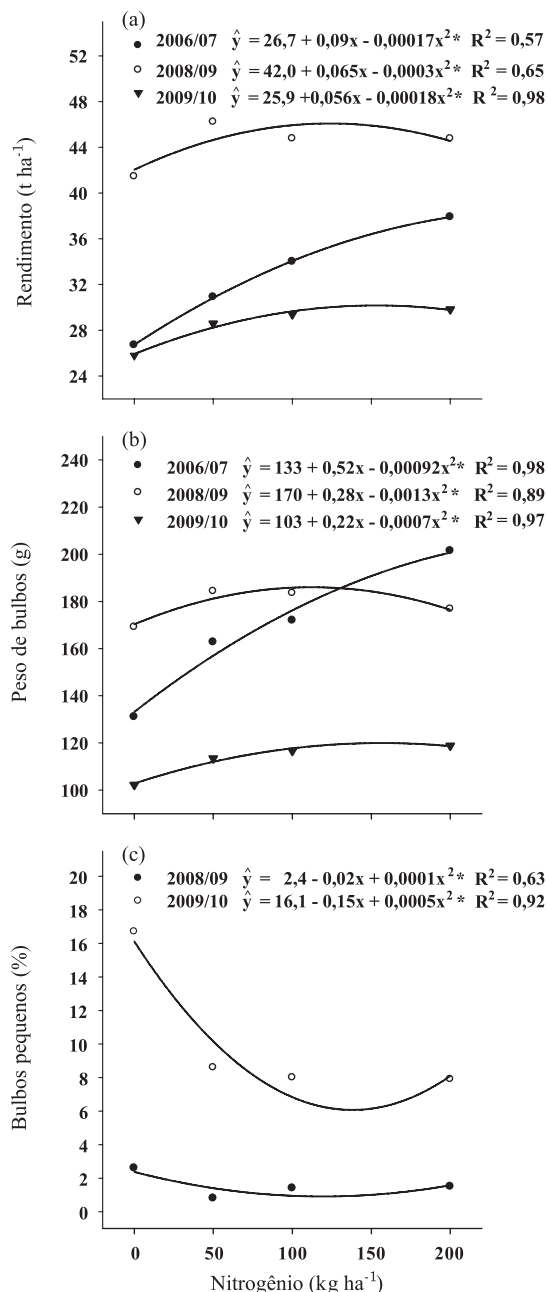 (a)
2006/07 ŷ = 26,7 + 0,09x - 0,00017x²* R² = 0,57
2008/09 ŷ = 42,0 + 0,065x - 0,0003x²* R² = 0,65
2009/10 ŷ = 25,9 +0,056x - 0,00018x²* R² = 0,98
52
48
44
40
36
32
28
24
Rendimento (t ha⁻¹)
(b)
2006/07 ŷ = 133 + 0,52x - 0,00092x²* R² = 0,98
2008/09 ŷ = 170 + 0,28x - 0,0013x²* R² = 0,89
2009/10 ŷ = 103 + 0,22x - 0,0007x²* R² = 0,97
240
220
200
180
160
140
120
100
Peso de bulbos (g)
(c)
2008/09 ŷ = 2,4 - 0,02x + 0,0001x²* R² = 0,63
2009/10 ŷ = 16,1 - 0,15x + 0,0005x²* R² = 0,92
20
18
16
14
12
10
8
6
4
2
0
Bulbos pequenos (%)
0 50 100 150 200
Nitrogênio (kg ha⁻¹)